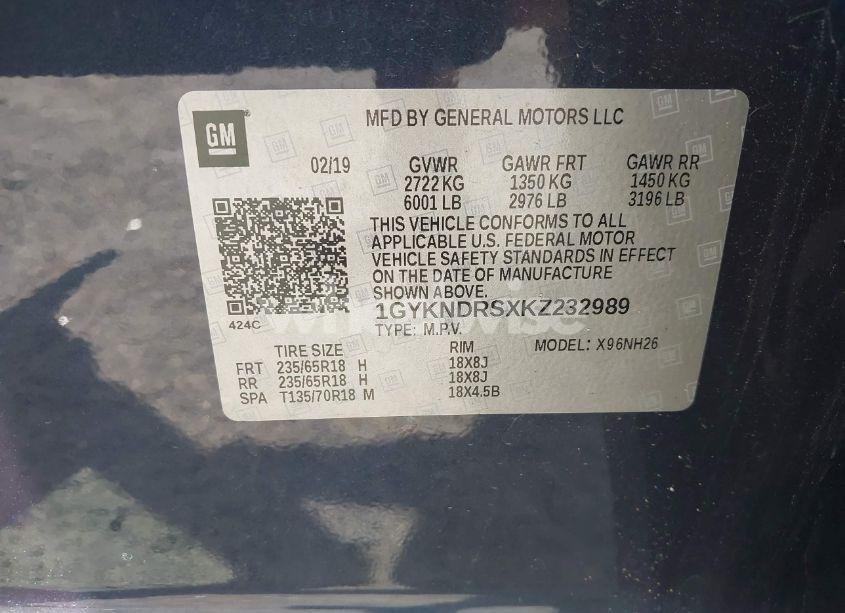 GM
MFD BY GENERAL MOTORS LLC
02/19 GVWR GAWR FRT GAWR RR
2722 KG 1350 KG 1450 KG
6001 LB 2976 LB 3196 LB
THIS VEHICLE CONFORMS TO ALL
APPLICABLE U.S. FEDERAL MOTOR
VEHICLE SAFETY STANDARDS IN EFFECT
ON THE DATE OF MANUFACTURE
SHOWN ABOVE.
1GYKNDRSXKZ232989
424C
TYPE: M.P.V.
TIRE SIZE RIM MODEL: X96NH26
FRT 235/65R18 H 18X8J
RR 235/65R18 H 18X8J
SPA T135/70R18 M 18X4.5B